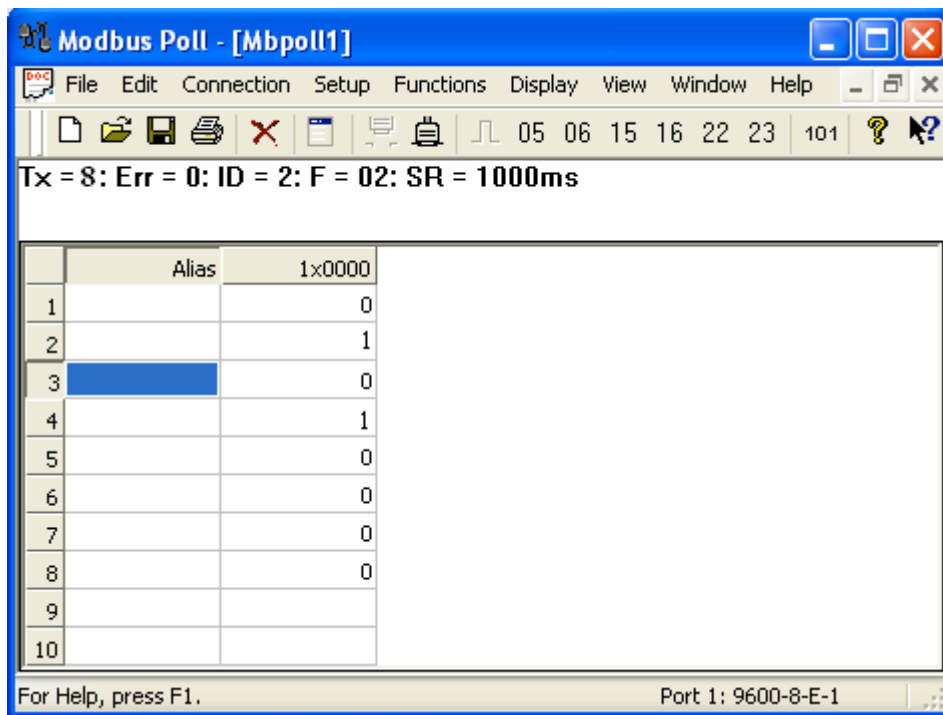 Modbus Poll - [Mbpoll1]
File Edit Connection Setup Functions Display View Window Help
05 06 15 16 22 23 101
Tx = 8: Err = 0: ID = 2: F = 02: SR = 1000ms
Alias 1x0000
1 0
2 1
3 0
4 1
5 0
6 0
7 0
8 0
9
10
For Help, press F1. Port 1: 9600-8-E-1